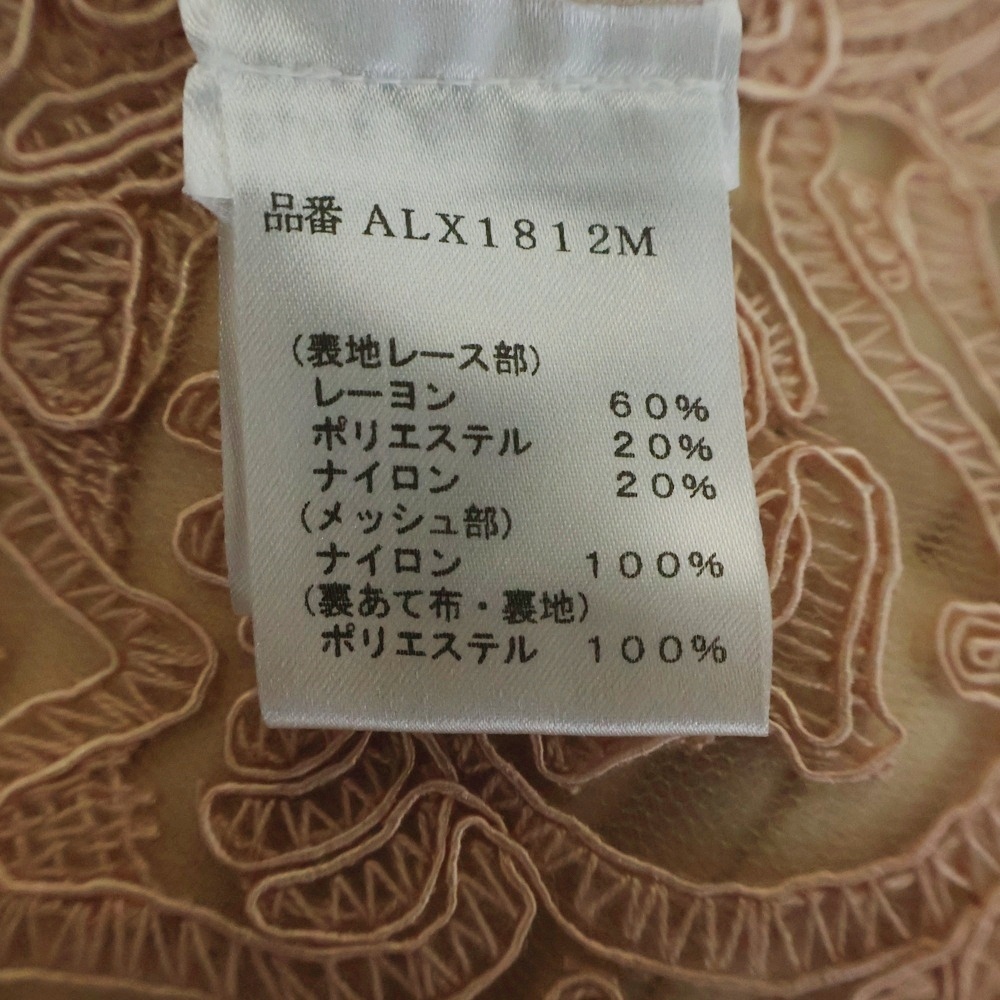 品番 ALX1812M
(表地レース部)
レーヨン 60%
ポリエステル 20%
ナイロン 20%
(メッシュ部)
ナイロン 100%
(裏あて布・裏地)
ポリエステル 100%